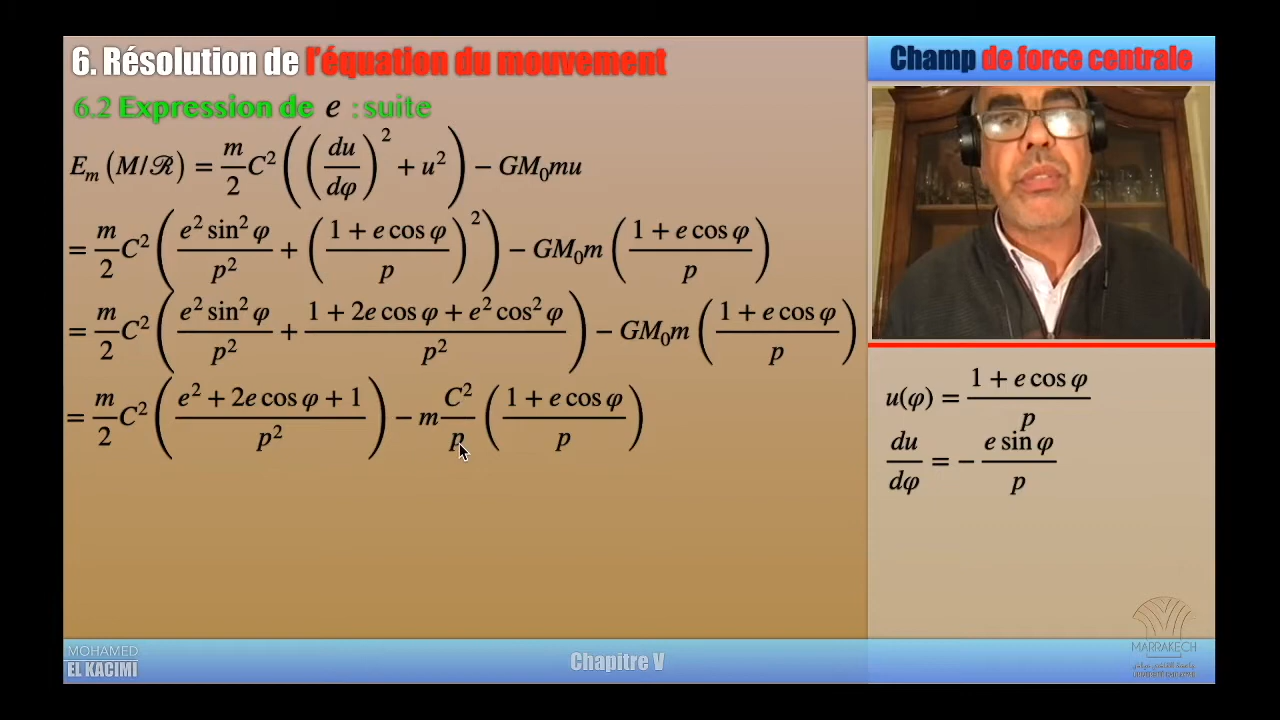 6. Résolution de l'équation du mouvement
Champ de force centrale
6.2 Expression de e : suite
E_m (M/ℛ) = m/2 C² ( (du/dφ)² + u² ) − GM₀mu
= m/2 C² ( e² sin² φ / p² + ( (1 + e cos φ) / p )² ) − GM₀m ( (1 + e cos φ) / p )
= m/2 C² ( e² sin² φ / p² + (1 + 2e cos φ + e² cos² φ) / p² ) − GM₀m ( (1 + e cos φ) / p )
= m/2 C² ( (e² + 2e cos φ + 1) / p² ) − m C²/p ( (1 + e cos φ) / p )
u(φ) = (1 + e cos φ) / p
du/dφ = − e sin φ / p
MARRAKECH
MOHAMED
EL KACIMI
Chapitre V